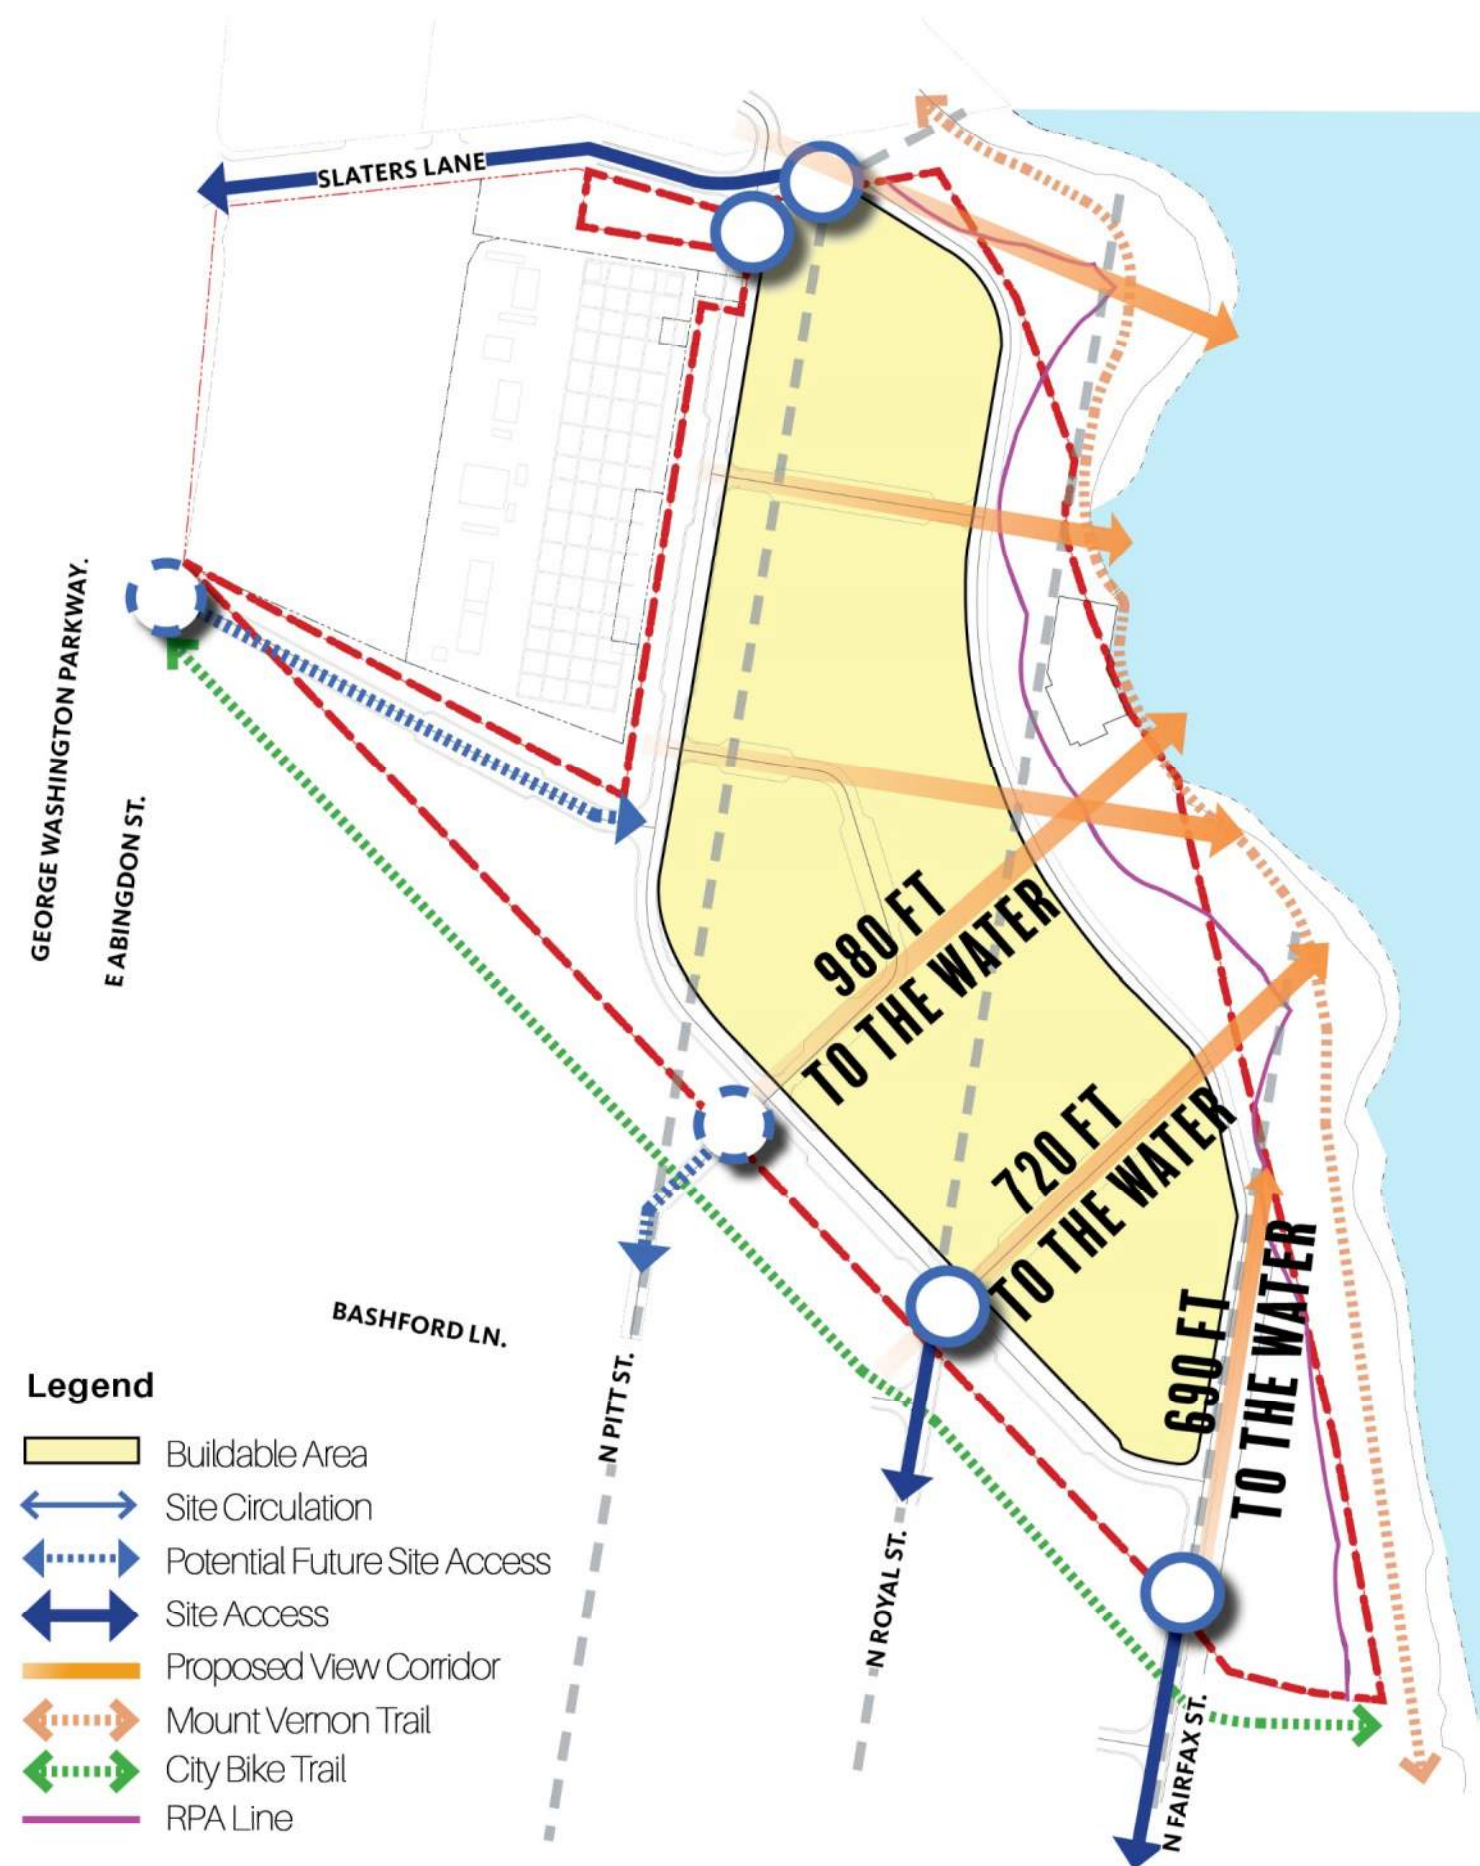 SLATERS LANE
GEORGE WASHINGTON PARKWAY.
E ABINGDON ST.
980 FT
TO THE WATER
720 FT
TO THE WATER
690 FT
TO THE WATER
BASHFORD LN.
N PITT ST.
N ROYAL ST.
N FAIRFAX ST.
Legend
Buildable Area
Site Circulation
Potential Future Site Access
Site Access
Proposed View Corridor
Mount Vernon Trail
City Bike Trail
RPA Line